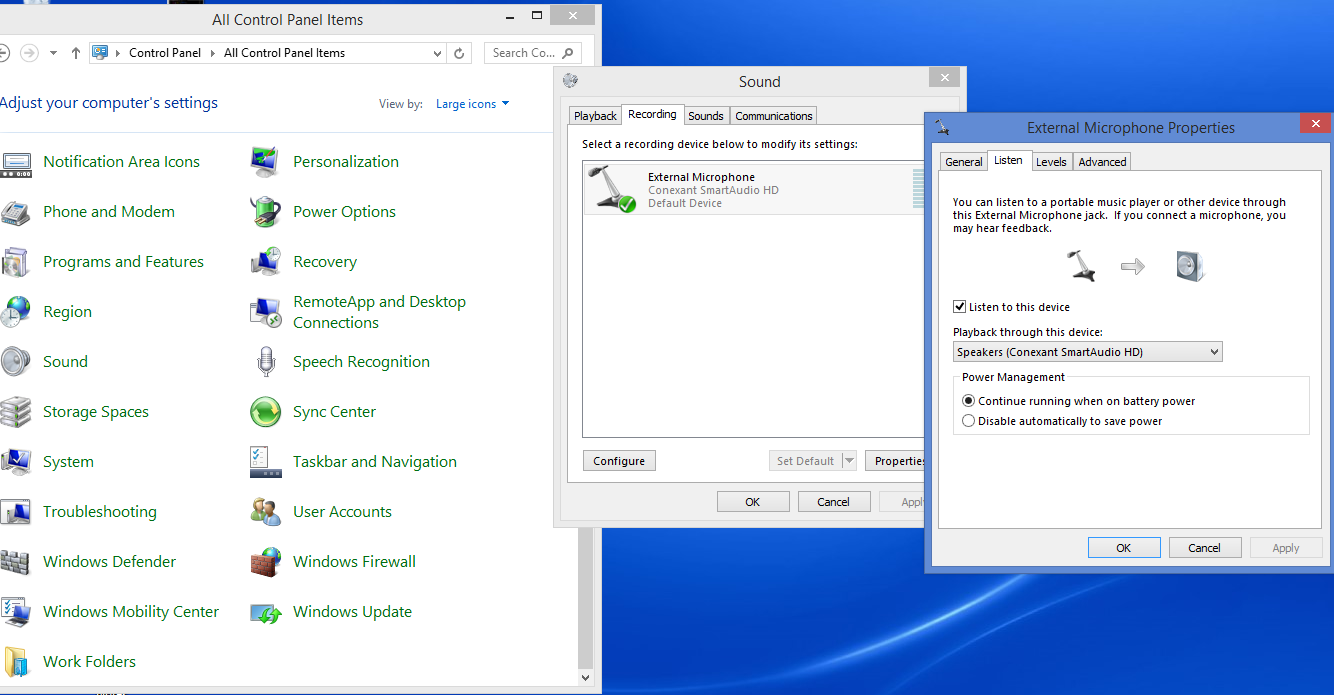 All Control Panel Items
Control Panel
All Control Panel Items
Search Co...
Adjust your computer's settings
View by:
Large icons
Notification Area Icons
Personalization
Phone and Modem
Power Options
Programs and Features
Recovery
Region
RemoteApp and Desktop
Connections
Sound
Speech Recognition
Storage Spaces
Sync Center
System
Taskbar and Navigation
Troubleshooting
User Accounts
Windows Defender
Windows Firewall
Windows Mobility Center
Windows Update
Work Folders
Sound
Playback
Recording
Sounds
Communications
Select a recording device below to modify its settings:
External Microphone
Conexant SmartAudio HD
Default Device
Configure
Set Default
Propertie
OK
Cancel
Appl
External Microphone Properties
General
Listen
Levels
Advanced
You can listen to a portable music player or other device through
this External Microphone jack. If you connect a microphone, you
may hear feedback.
Listen to this device
Playback through this device:
Speakers (Conexant SmartAudio HD)
Power Management
Continue running when on battery power
Disable automatically to save power
OK
Cancel
Apply